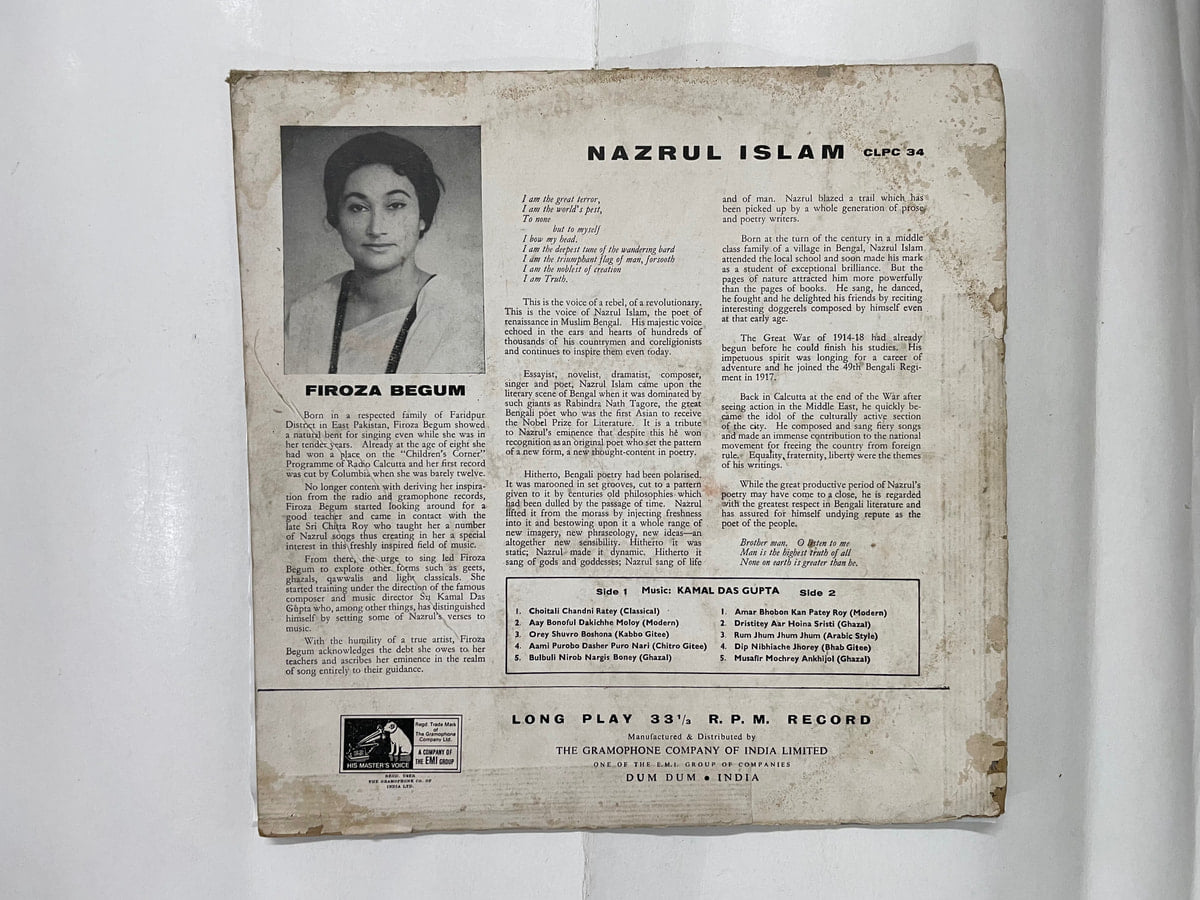 NAZRUL ISLAM CLPC 34
FIROZA BEGUM
Born in a respected family of Faridpur
District in East Pakistan, Firoza Begum showed
a natural bent for singing even while she was in
her tender years. Already at the age of eight she
had won a place on the “Children’s Corner”
Programme of Radio Calcutta and her first record
was cut by Columbia when she was barely twelve.
No longer content with deriving her inspira-
tion from the radio and gramophone records,
Firoza Begum started looking around for a
good teacher and came in contact with the
late Sri Chitta Roy who taught her a number
of Nazrul songs thus creating in her a special
interest in this freshly inspired field of music.
From there, the urge to sing led Firoza
Begum to explore other forms such as geets,
ghazals, qawwalis and light classicals. She
started training under the direction of the famous
composer and music director Sri Kamal Das
Gupta who, among other things, has distinguished
himself by setting some of Nazrul’s verses to
music.
With the humility of a true artist, Firoza
Begum acknowledges the debt she owes to her
teachers and ascribes her eminence in the realm
of song entirely to their guidance.
I am the great terror,
I am the world’s pest,
To none
but to myself
I bow my head.
I am the deepest tune of the wandering bard
I am the triumphant flag of man, forsooth
I am the noblest of creation
I am Truth.
This is the voice of a rebel, of a revolutionary.
This is the voice of Nazrul Islam, the poet of
renaissance in Muslim Bengal. His majestic voice
echoed in the ears and hearts of hundreds of
thousands of his countrymen and coreligionists
and continues to inspire them even today.
Essayist, novelist, dramatist, composer,
singer and poet, Nazrul Islam came upon the
literary scene of Bengal when it was dominated by
such giants as Rabindra Nath Tagore, the great
Bengali poet who was the first Asian to receive
the Nobel Prize for Literature. It is a tribute
to Nazrul’s eminence that despite this he won
recognition as an original poet who set the pattern
of a new form, a new thought-content in poetry.
Hitherto, Bengali poetry had been polarised.
It was marooned in set grooves, cut to a pattern
given to it by centuries old philosophies which
had been dulled by the passage of time. Nazrul
lifted it from the morass by injecting freshness
into it and bestowing upon it a whole range of
new imagery, new phraseology, new ideas—an
altogether new sensibility. Hitherto it was
static; Nazrul made it dynamic. Hitherto it
sang of gods and goddesses; Nazrul sang of life
and of man. Nazrul blazed a trail which has
been picked up by a whole generation of prose
and poetry writers.
Born at the turn of the century in a middle
class family of a village in Bengal, Nazrul Islam
attended the local school and soon made his mark
as a student of exceptional brilliance. But the
pages of nature attracted him more powerfully
than the pages of books. He sang, he danced,
he fought and he delighted his friends by reciting
interesting doggerels composed by himself even
at that early age.
The Great War of 1914-18 had already
begun before he could finish his studies. His
impetuous spirit was longing for a career of
adventure and he joined the 49th Bengali Regi-
ment in 1917.
Back in Calcutta at the end of the War after
seeing action in the Middle East, he quickly be-
came the idol of the culturally active section
of the city. He composed and sang fiery songs
and made an immense contribution to the national
movement for freeing the country from foreign
rule. Equality, fraternity, liberty were the themes
of his writings.
While the great productive period of Nazrul’s
poetry may have come to a close, he is regarded
with the greatest respect in Bengali literature and
has assured for himself undying repute as the
poet of the people.
Brother man. O listen to me
Man is the highest truth of all
None on earth is greater than he.
Side 1 Music: KAMAL DAS GUPTA Side 2
1. Choitali Chandni Ratey (Classical)
2. Aay Bonoful Dakichhe Moloy (Modern)
3. Orey Shuvro Boshona (Kabbo Gitee)
4. Aami Purobo Dasher Puro Nari (Chitro Gitee)
5. Bulbuli Nirob Nargis Boney (Ghazal)
1. Amar Bhobon Kan Patey Roy (Modern)
2. Dristitey Aar Hoina Sristi (Ghazal)
3. Rum Jhum Jhum Jhum (Arabic Style)
4. Dip Nibhiache Jhorey (Bhab Gitee)
5. Musafir Mochrey Ankhijol (Ghazal)
HIS MASTER'S VOICE
Regd. Trade Mark
of
The Gramophone
Company Ltd.
A COMPANY OF
THE EMI GROUP
REGD. USER
THE GRAMOPHONE CO. OF
INDIA LTD.
LONG PLAY 33⅓ R.P.M. RECORD
Manufactured & Distributed by
THE GRAMOPHONE COMPANY OF INDIA LIMITED
ONE OF THE E.M.I. GROUP OF COMPANIES
DUM DUM ● INDIA